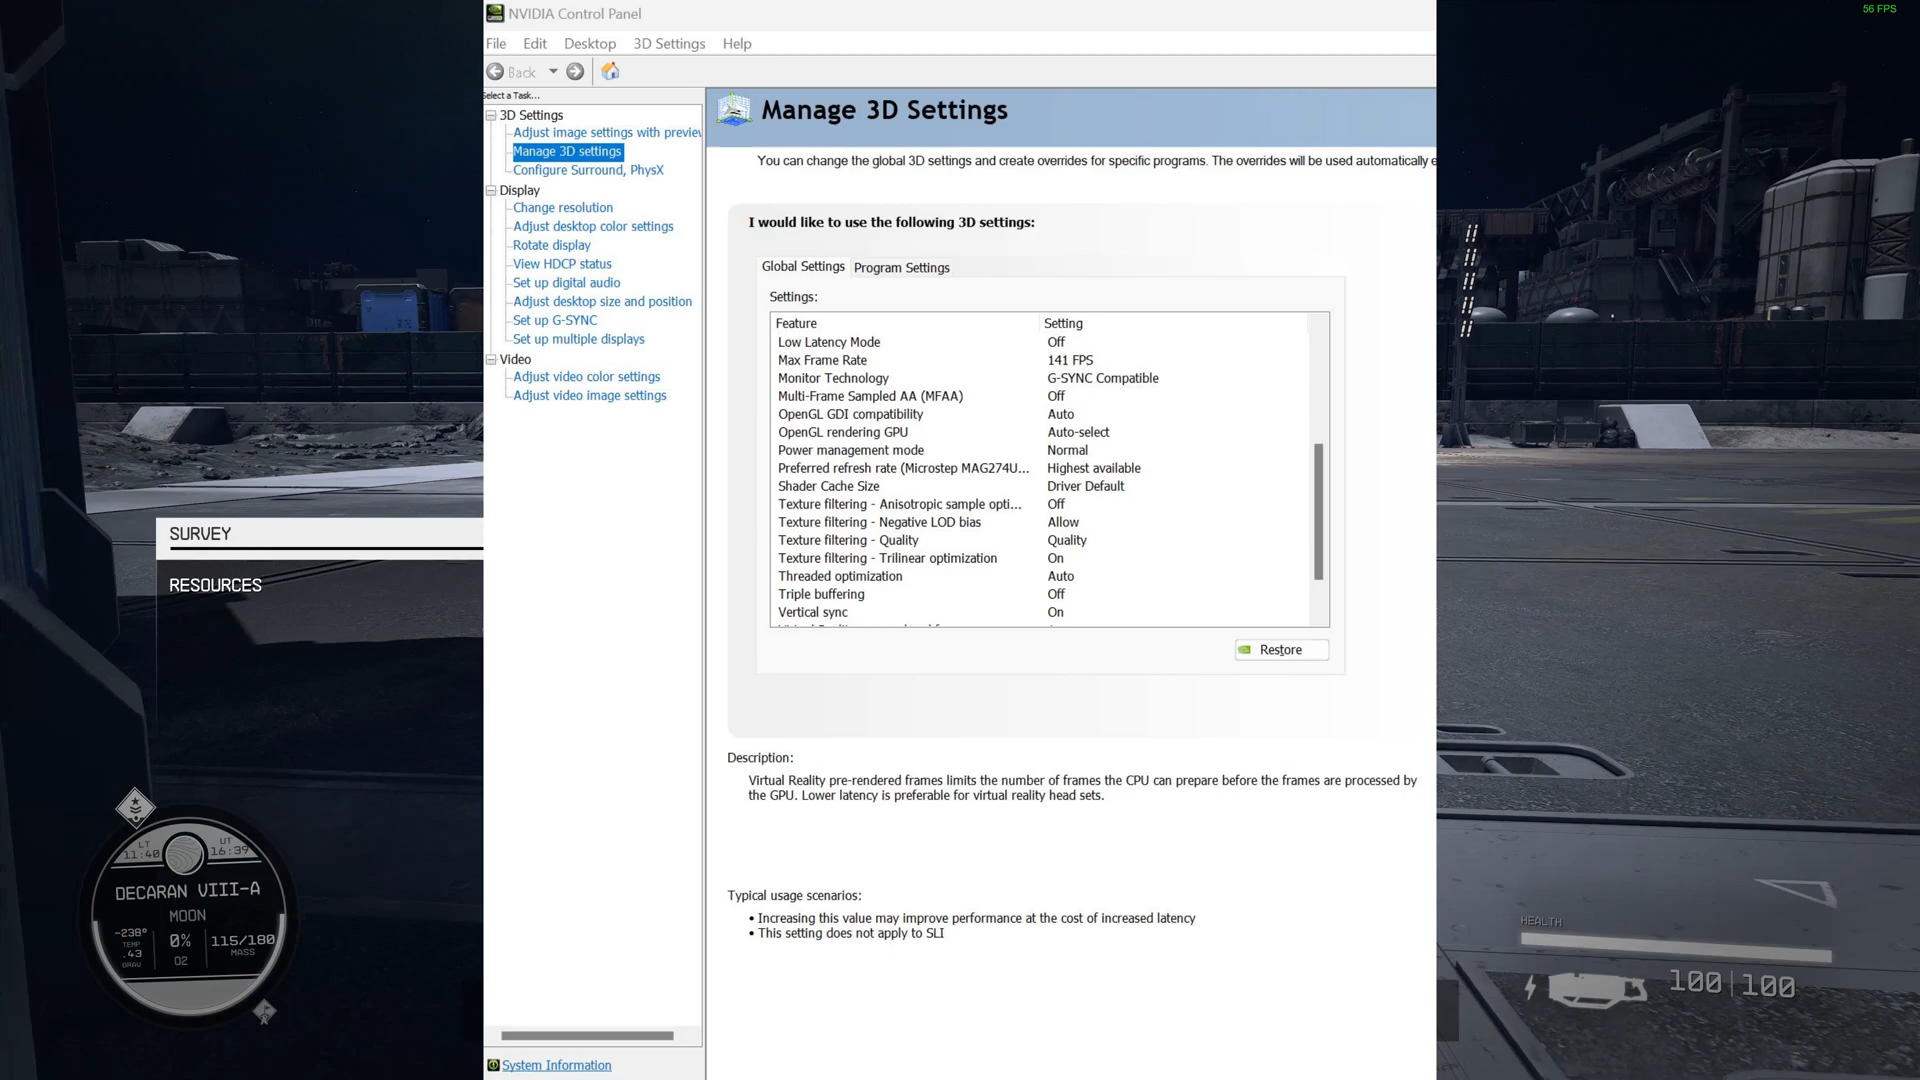 NVIDIA Control Panel
56 FPS
File Edit Desktop 3D Settings Help
Back
Select a Task...
3D Settings
Adjust image settings with preview
Manage 3D settings
Configure Surround, PhysX
Display
Change resolution
Adjust desktop color settings
Rotate display
View HDCP status
Set up digital audio
Adjust desktop size and position
Set up G-SYNC
Set up multiple displays
Video
Adjust video color settings
Adjust video image settings
System Information
Manage 3D Settings
You can change the global 3D settings and create overrides for specific programs. The overrides will be used automatically e
I would like to use the following 3D settings:
Global Settings Program Settings
Settings:
Feature Setting
Low Latency Mode Off
Max Frame Rate 141 FPS
Monitor Technology G-SYNC Compatible
Multi-Frame Sampled AA (MFAA) Off
OpenGL GDI compatibility Auto
OpenGL rendering GPU Auto-select
Power management mode Normal
Preferred refresh rate (Microstep MAG274U... Highest available
Shader Cache Size Driver Default
Texture filtering - Anisotropic sample opti... Off
Texture filtering - Negative LOD bias Allow
Texture filtering - Quality Quality
Texture filtering - Trilinear optimization On
Threaded optimization Auto
Triple buffering Off
Vertical sync On
Restore
Description:
Virtual Reality pre-rendered frames limits the number of frames the CPU can prepare before the frames are processed by
the GPU. Lower latency is preferable for virtual reality head sets.
Typical usage scenarios:
• Increasing this value may improve performance at the cost of increased latency
• This setting does not apply to SLI
SURVEY
RESOURCES
LT UT
11:40 16:39
DECARAN VIII-A
MOON
-238° 0% 115/180
TEMP MASS
.43 O2
GRAV
HEALTH
100|100